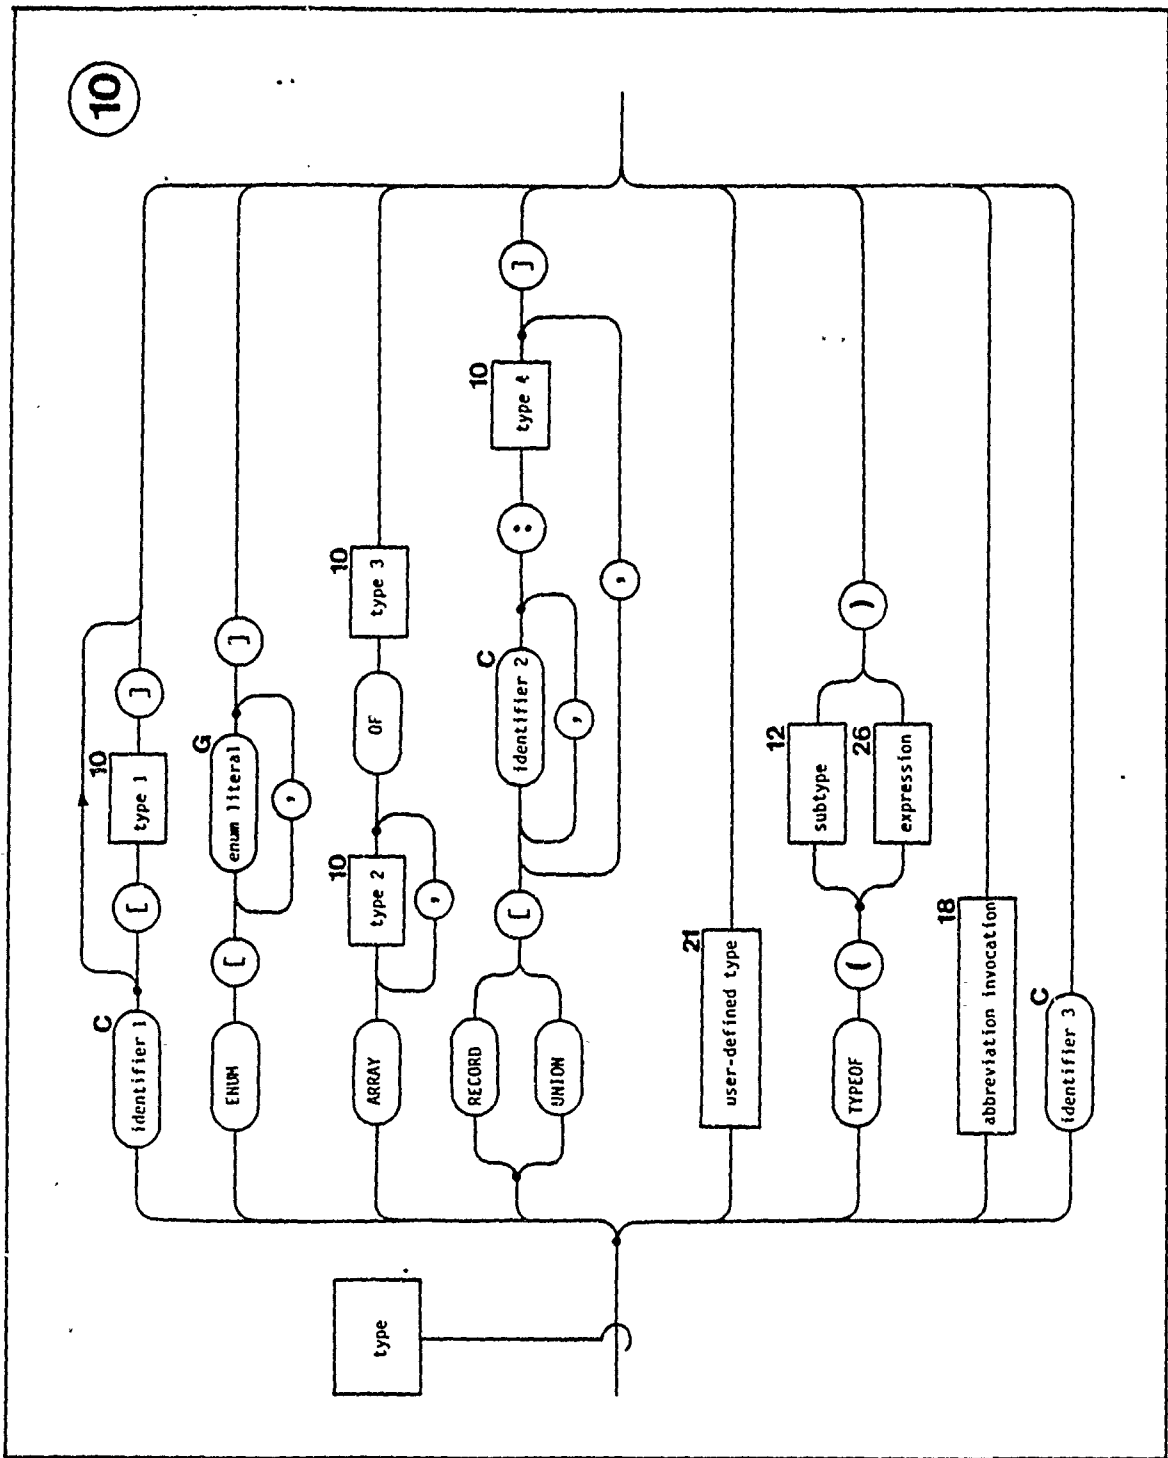 10
type
identifier 1 C [ type 1 10 ]
ENUM [ enum literal G , ]
ARRAY type 2 10 , OF type 3 10
RECORD
UNION
[ identifier 2 C , : type 4 10 , ]
user-defined type 21
TYPEOF ( subtype 12
expression 26 )
abbreviation invocation 18
identifier 3 C